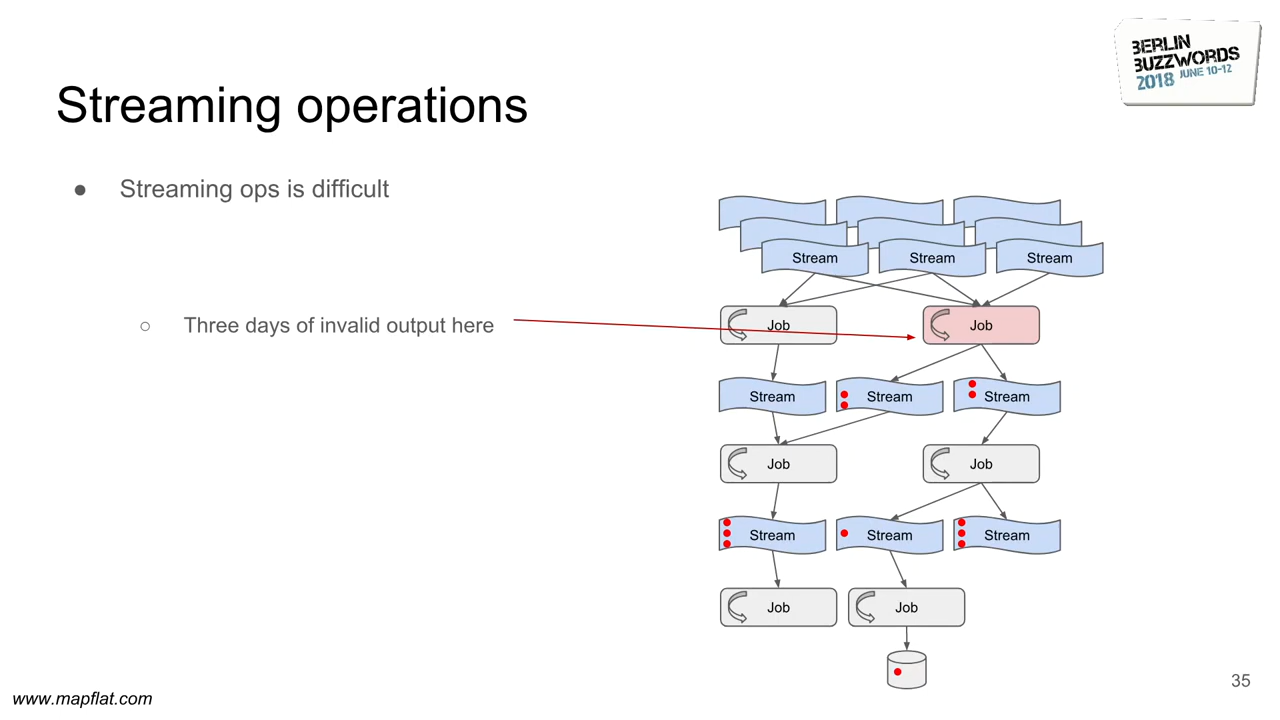 BERLIN
BUZZWORDS
2018 JUNE 10-12
Streaming operations
● Streaming ops is difficult
○ Three days of invalid output here
Stream Stream Stream
Job Job
Stream Stream Stream
Job Job
Stream Stream Stream
Job Job
35
www.mapflat.com